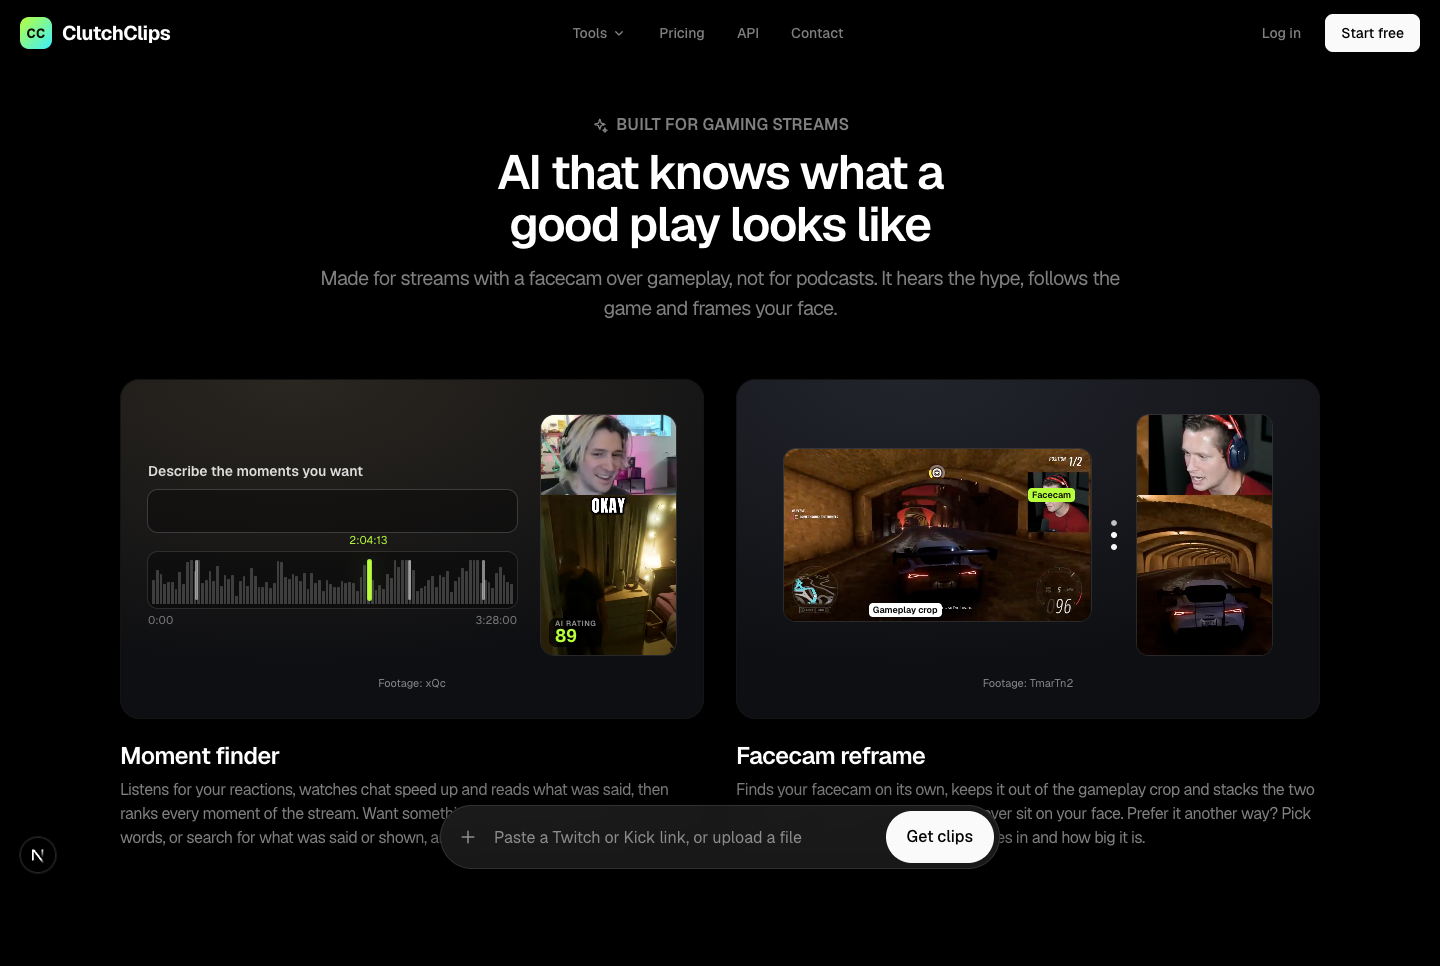 CC ClutchClips
Tools
Pricing
API
Contact
Log in
Start free
BUILT FOR GAMING STREAMS
AI that knows what a
good play looks like
Made for streams with a facecam over gameplay, not for podcasts. It hears the hype, follows the
game and frames your face.
Describe the moments you want
2:04:13
0:00
3:28:00
OKAY
AI RATING
89
Footage: xQc
1/2
Facecam
Gameplay crop
5
096
Footage: TmarTn2
Moment finder
Listens for your reactions, watches chat speed up and reads what was said, then
ranks every moment of the stream. Want
words, or search for what was said or shown,
Facecam reframe
Finds your facecam on its own, keeps it out of the gameplay crop and stacks the two
sit on your face. Prefer it another way? Pick
in and how big it is.
Paste a Twitch or Kick link, or upload a file
Get clips
N